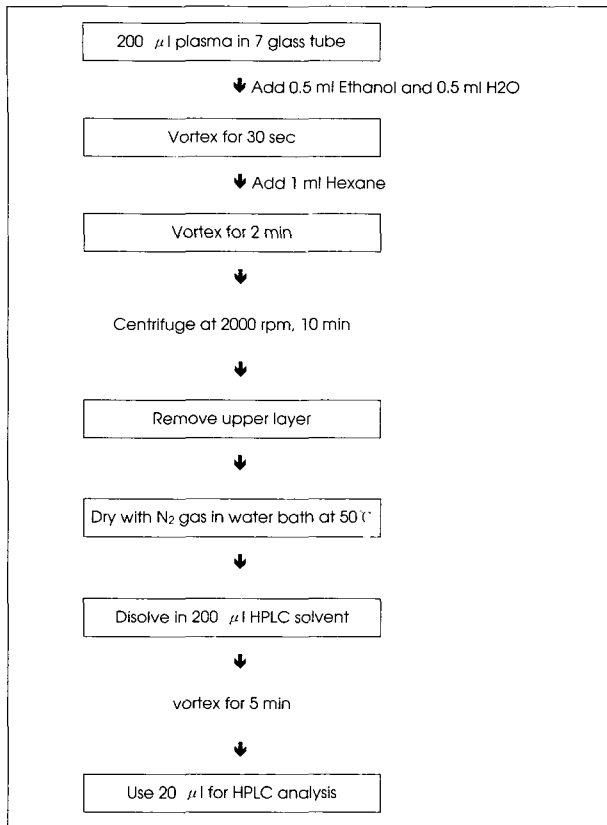 200 μl plasma in 7 glass tube
Add 0.5 ml Ethanol and 0.5 ml H2O
Vortex for 30 sec
Add 1 ml Hexane
Vortex for 2 min
Centrifuge at 2000 rpm, 10 min
Remove upper layer
Dry with N₂ gas in water bath at 50℃
Disolve in 200 μl HPLC solvent
vortex for 5 min
Use 20 μl for HPLC analysis